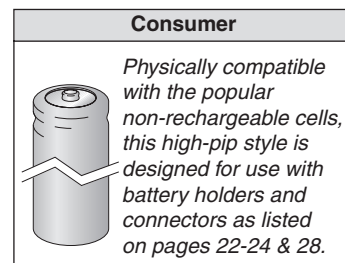 Consumer
Physically compatible
with the popular
non-rechargeable cells,
this high-pip style is
designed for use with
battery holders and
connectors as listed
on pages 22-24 & 28.